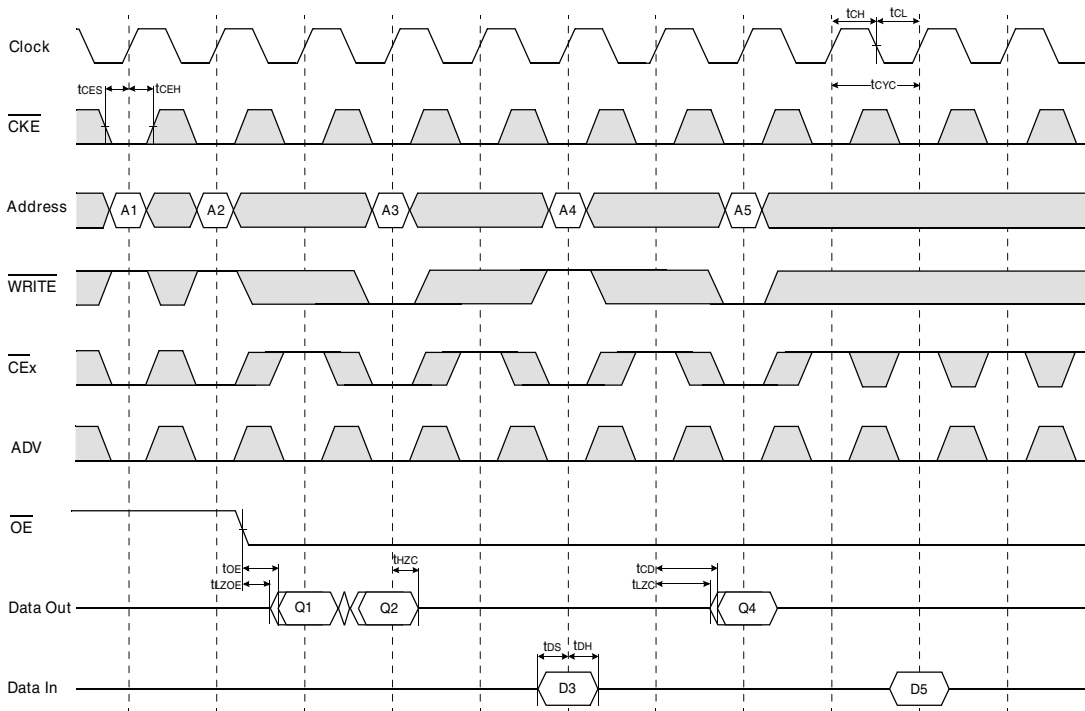 tCH tCL
Clock
tCES tCEH tCYC
CKE
Address A1 A2 A3 A4 A5
WRITE
CEx
ADV
OE
tOE tHZC tCD
tLZOE tLZC
Data Out Q1 Q2 Q4
tDS tDH
Data In D3 D5